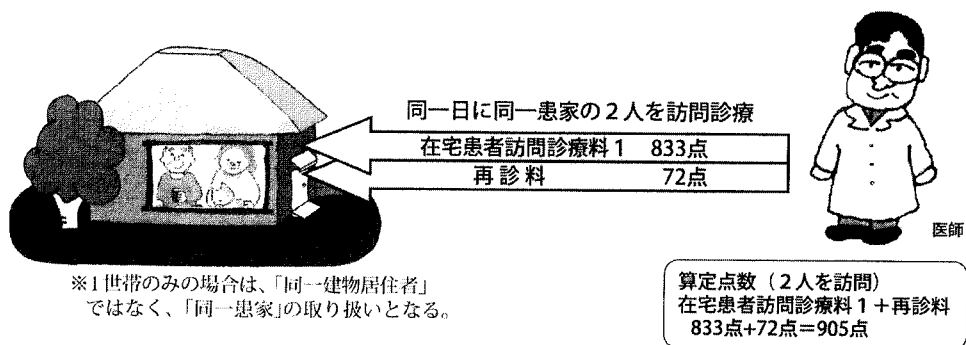 同一日に同一患家の２人を訪問診療
在宅患者訪問診療料１　833点
再診料　72点
医師
※1世帯のみの場合は、「同一建物居住者」
ではなく、「同一患家」の取り扱いとなる。
算定点数（２人を訪問）
在宅患者訪問診療料１＋再診料
833点+72点＝905点